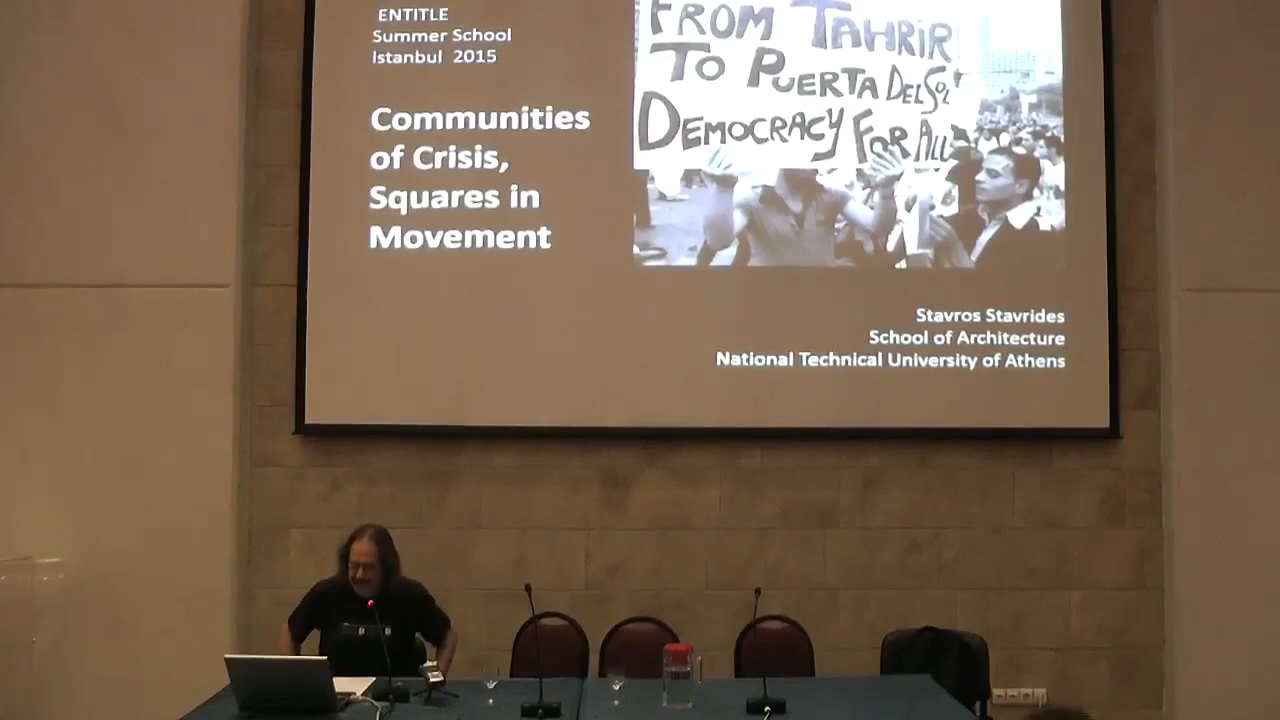 ENTITLE
Summer School
Istanbul 2015
Communities
of Crisis,
Squares in
Movement
FROM TAHRIR
TO PUERTA DEL SOL
DEMOCRACY FOR ALL
Stavros Stavrides
School of Architecture
National Technical University of Athens